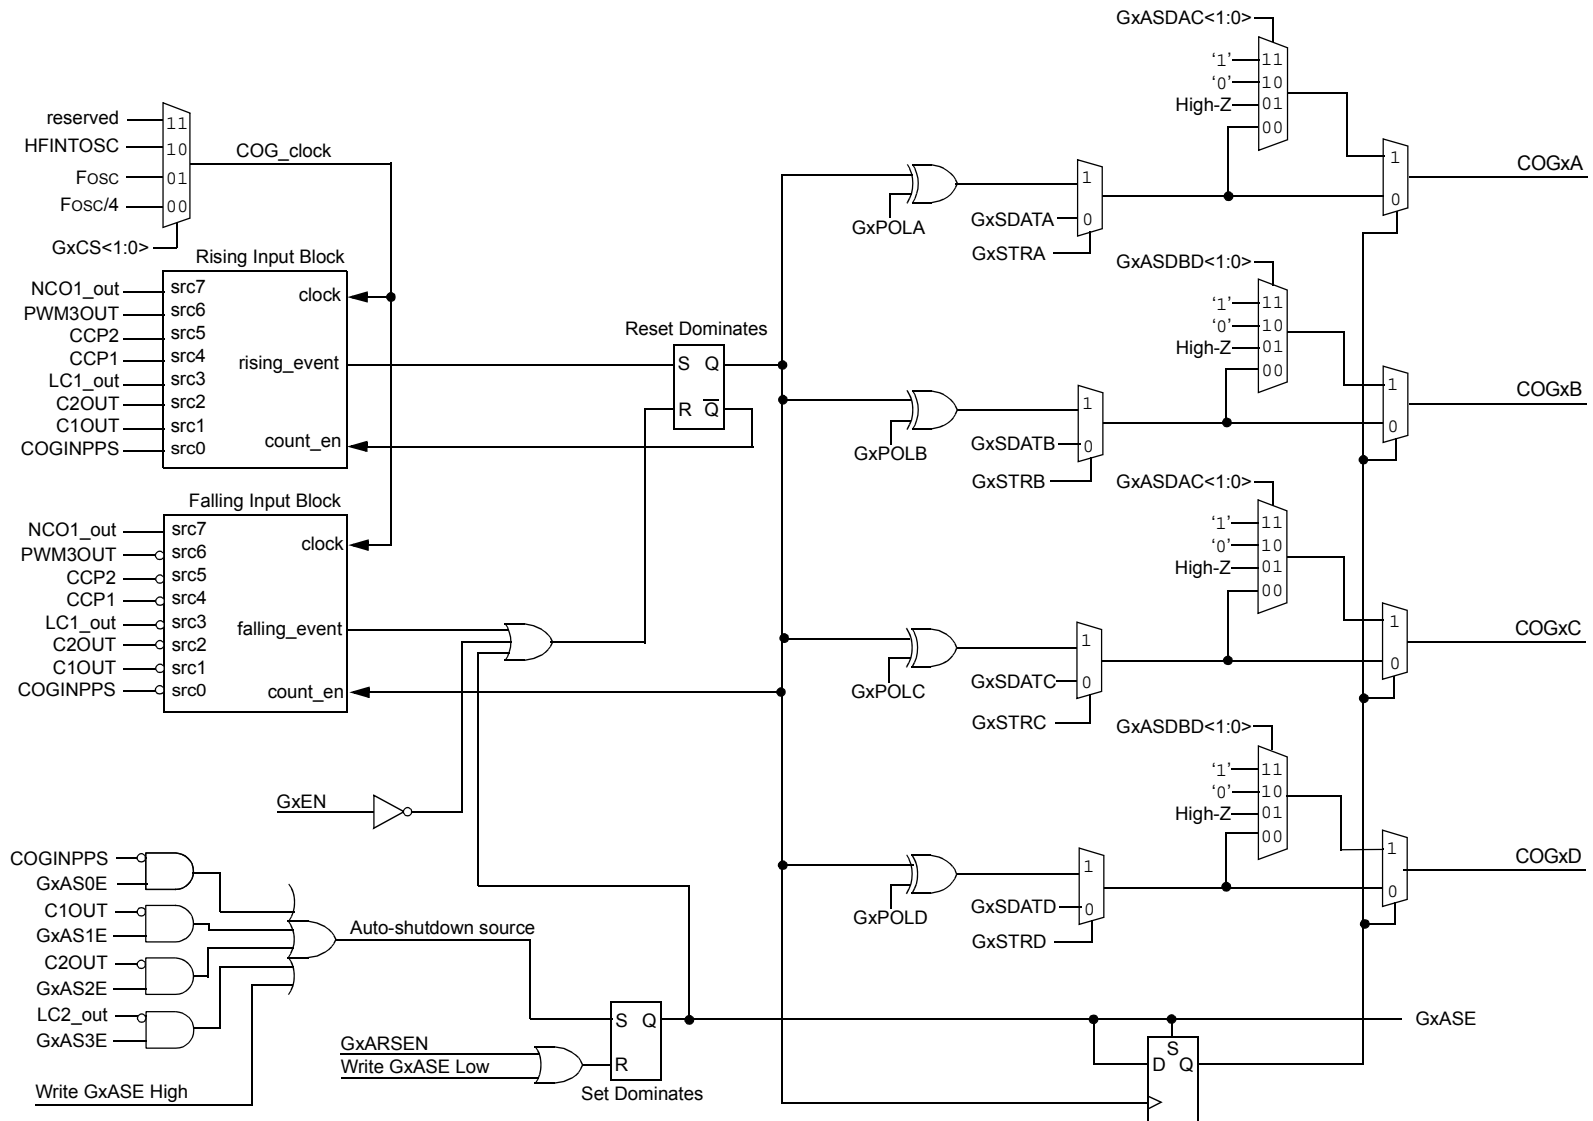 GxASDAC<1:0>
'1' 11
'0' 10
High-Z 01
00
1
0
COGxA
reserved 11
HFINTOSC 10
FOSC 01
FOSC/4 00
GxCS<1:0>
COG_clock
Rising Input Block
NCO1_out src7
PWM3OUT src6
CCP2 src5
CCP1 src4
LC1_out src3
C2OUT src2
C1OUT src1
COGINPPS src0
clock
rising_event
count_en
Reset Dominates
S Q
R Q̅
GxPOLA
1
GxSDATA 0
GxSTRA
GxASDBD<1:0>
'1' 11
'0' 10
High-Z 01
00
1
0
COGxB
GxPOLB
1
GxSDATB 0
GxSTRB
Falling Input Block
NCO1_out src7
PWM3OUT src6
CCP2 src5
CCP1 src4
LC1_out src3
C2OUT src2
C1OUT src1
COGINPPS src0
clock
falling_event
count_en
GxASDAC<1:0>
'1' 11
'0' 10
High-Z 01
00
1
0
COGxC
GxPOLC
1
GxSDATC 0
GxSTRC
GxASDBD<1:0>
'1' 11
'0' 10
High-Z 01
00
1
0
COGxD
GxPOLD
1
GxSDATD 0
GxSTRD
GxEN
COGINPPS
GxAS0E
C1OUT
GxAS1E
C2OUT
GxAS2E
LC2_out
GxAS3E
Write GxASE High
Auto-shutdown source
GxARSEN
Write GxASE Low
S Q
R
Set Dominates
GxASE
S
D Q